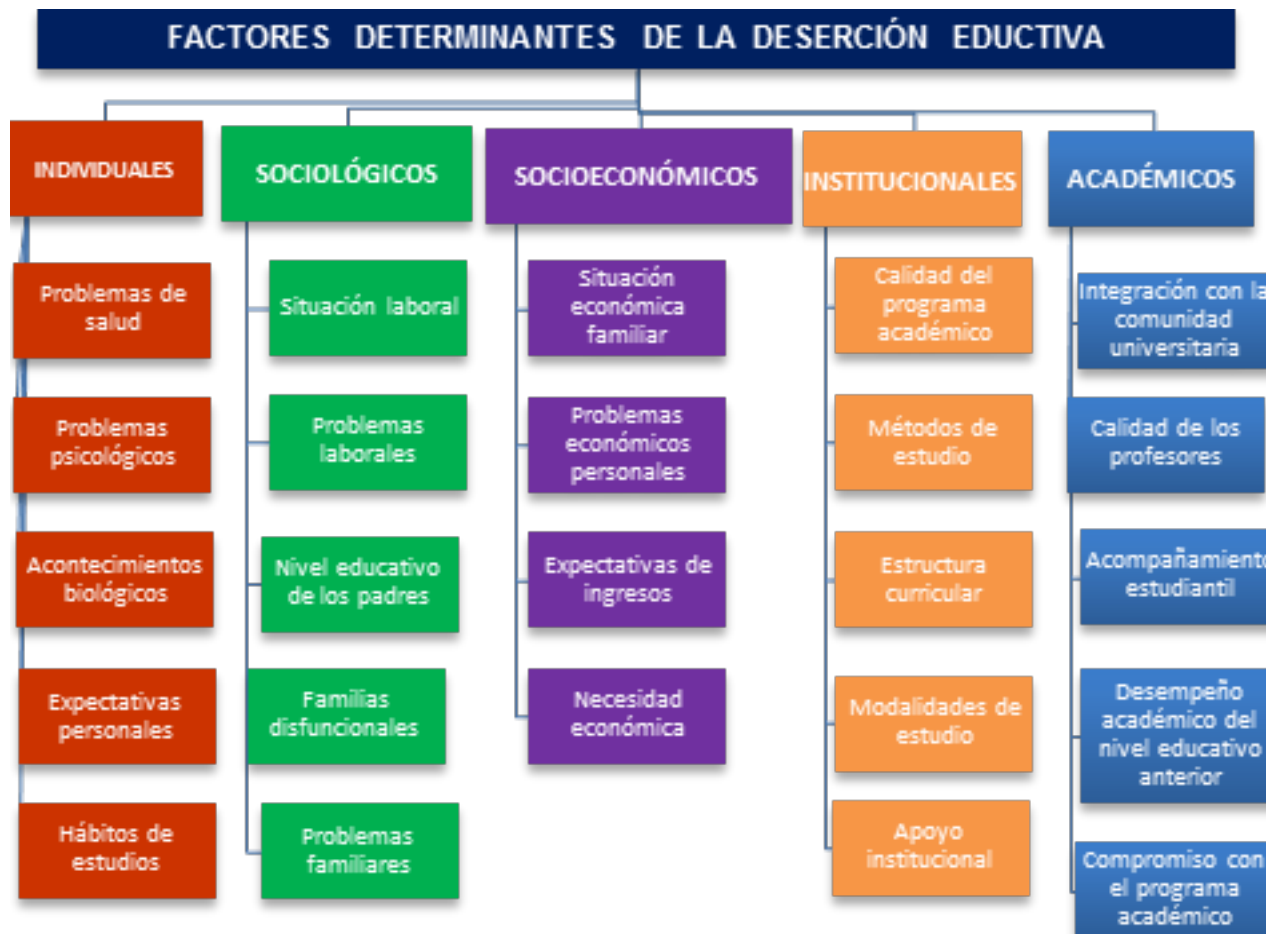 FACTORES DETERMINANTES DE LA DESERCIÓN EDUCTIVA
INDIVIDUALES
Problemas de
salud
Problemas
psicológicos
Acontecimientos
biológicos
Expectativas
personales
Hábitos de
estudios
SOCIOLÓGICOS
Situación laboral
Problemas
laborales
Nivel educativo
de los padres
Familias
disfuncionales
Problemas
familiares
SOCIOECONÓMICOS
Situación
económica
familiar
Problemas
económicos
personales
Expectativas de
ingresos
Necesidad
económica
INSTITUCIONALES
Calidad del
programa
académico
Métodos de
estudio
Estructura
curricular
Modalidades de
estudio
Apoyo
institucional
ACADÉMICOS
Integración con la
comunidad
universitaria
Calidad de los
profesores
Acompañamiento
estudiantil
Desempeño
académico del
nivel educativo
anterior
Compromiso con
el programa
académico